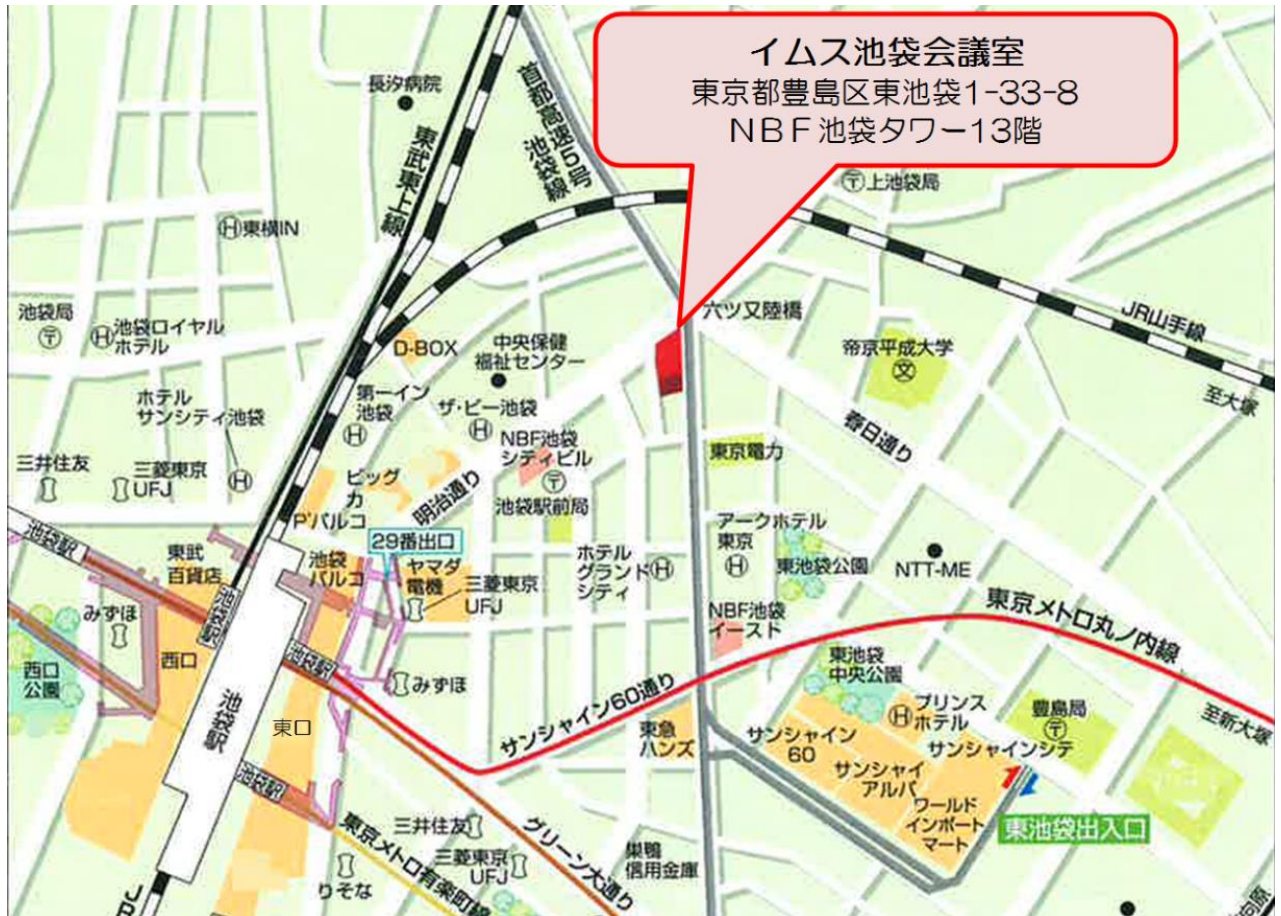 イムス池袋会議室
東京都豊島区東池袋1-33-8
NBF池袋タワー13階
長汐病院
首都高速5号
池袋線
東武東上線
〒上池袋局
H東横IN
池袋局
〒
H池袋ロイヤル
ホテル
D-BOX
中央保健
福祉センター
六ツ又陸橋
JR山手線
帝京平成大学
文
至大塚
ホテル
サンシティ池袋
H
第一イン
池袋
H
ザ・ビー池袋
H
NBF池袋
シティビル
〒
池袋駅前局
東京電力
春日通り
三井住友
三菱東京
UFJ
ビッグ
カ
明治通り
P'パルコ
29番出口
池袋駅
東武
百貨店
池袋
パルコ
ヤマダ
電機
三菱東京
UFJ
ホテル
グランドH
シティ
アークホテル
東京
H
東池袋公園
NTT-ME
東京メトロ丸ノ内線
NBF池袋
イースト
みずほ
池袋駅
西口
西口
公園
池袋駅
みずほ
池袋駅
東口
サンシャイン60通り
東急
ハンズ
東池袋
中央公園
プリンス
Hホテル
豊島局
〒
至新大塚
サンシャイン
60
サンシャインシテ
サンシャイ
アルパ
ワールド
インポート
マート
東池袋出入口
池袋駅
東京メトロ有楽町線
三井住友
三菱東京
UFJ
りそな
グリーン大通り
巣鴨
信用金庫